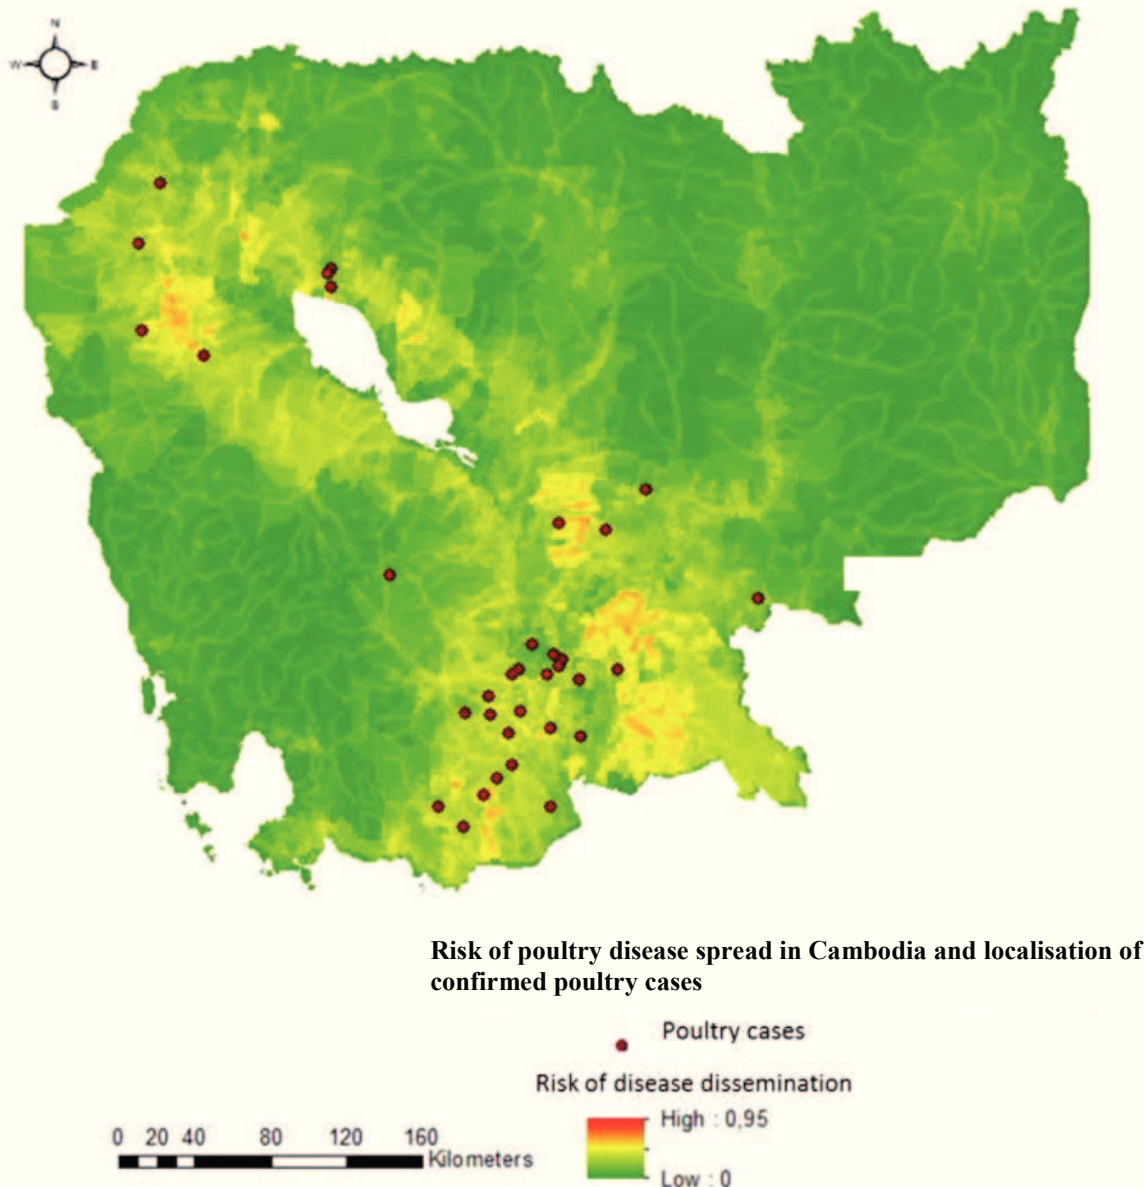 N
W E
S
Risk of poultry disease spread in Cambodia and localisation of
confirmed poultry cases
Poultry cases
Risk of disease dissemination
High : 0,95
Low : 0
0 20 40 80 120 160
Kilometers